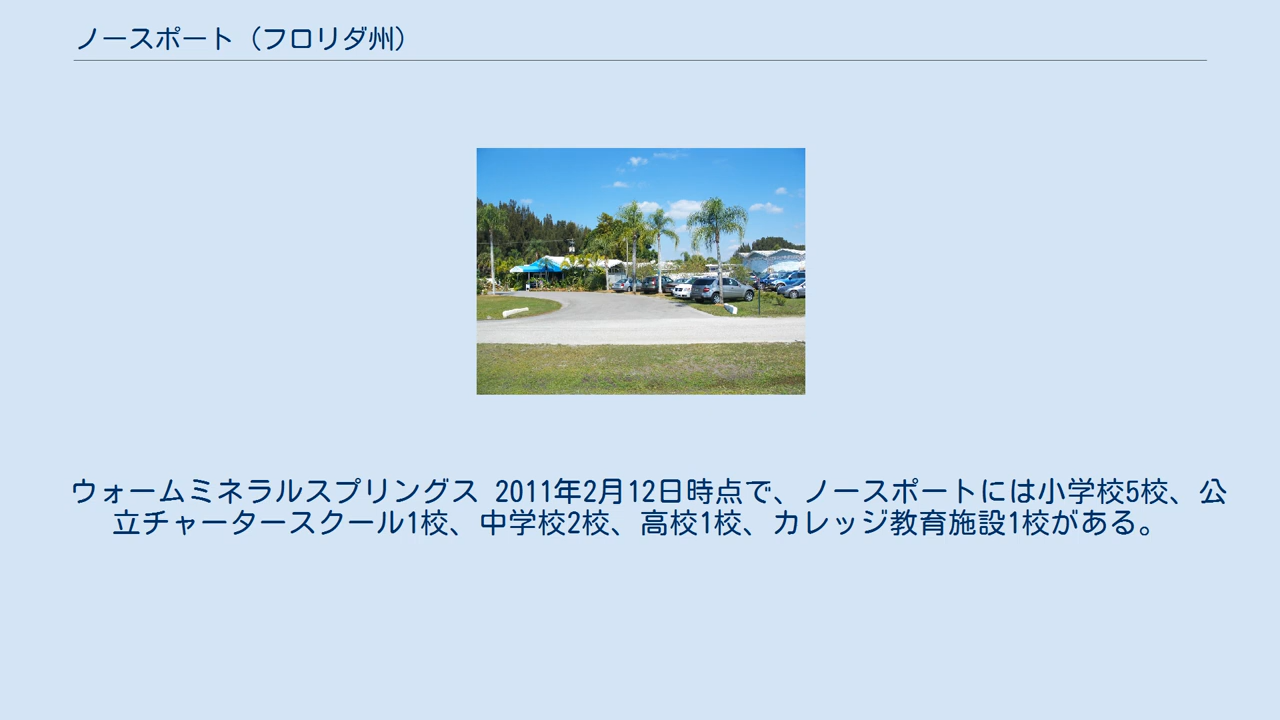 ノースポート（フロリダ州）
ウォームミネラルスプリングス 2011年2月12日時点で、ノースポートには小学校5校、公
立チャータースクール1校、中学校2校、高校1校、カレッジ教育施設1校がある。